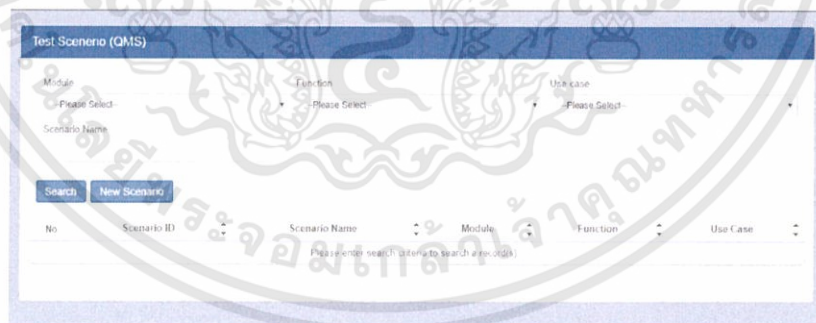 Test Scenerio (QMS)
Module Function Use-case
--Please Select-- --Please Select-- --Please Select--
Scenario Name
Search New Scenario
No Scenario ID Scenario Name Module Function Use Case
Please enter search criteria to search a record(s)